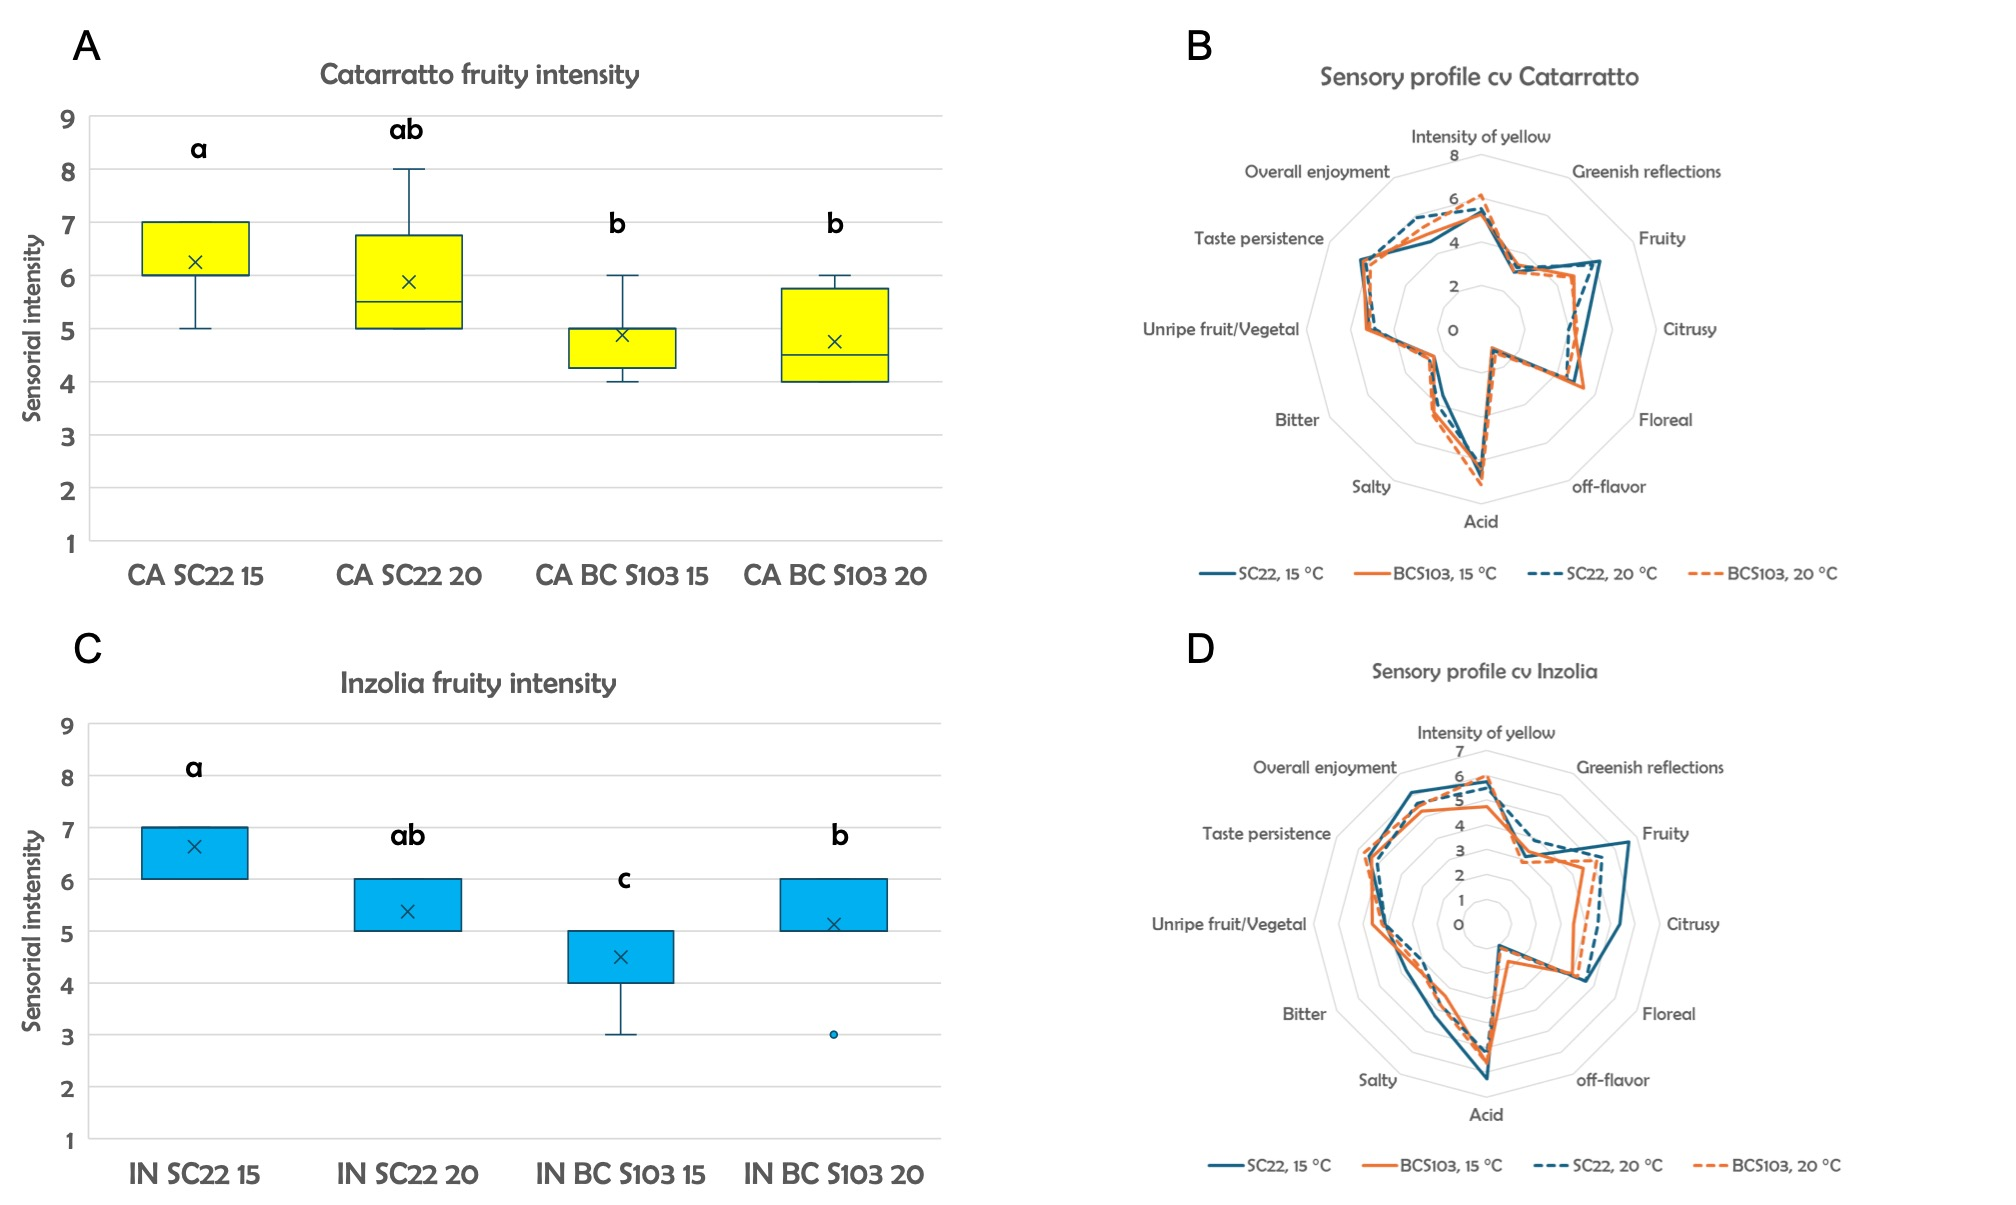 A
Catarratto fruity intensity
Sensorial intensity
9
8
7
6
5
4
3
2
1
a
ab
b
b
CA SC22 15
CA SC22 20
CA BC S103 15
CA BC S103 20
B
Sensory profile cv Catarratto
Intensity of yellow
Greenish reflections
Fruity
Citrusy
Floreal
off-flavor
Acid
Salty
Bitter
Unripe fruit/Vegetal
Taste persistence
Overall enjoyment
8
6
4
2
0
SC22, 15 °C
BCS103, 15 °C
SC22, 20 °C
BCS103, 20 °C
C
Inzolia fruity intensity
Sensorial instensity
9
8
7
6
5
4
3
2
1
a
ab
c
b
IN SC22 15
IN SC22 20
IN BC S103 15
IN BC S103 20
D
Sensory profile cv Inzolia
Intensity of yellow
Greenish reflections
Fruity
Citrusy
Floreal
off-flavor
Acid
Salty
Bitter
Unripe fruit/Vegetal
Taste persistence
Overall enjoyment
7
6
5
4
3
2
1
0
SC22, 15 °C
BCS103, 15 °C
SC22, 20 °C
BCS103, 20 °C